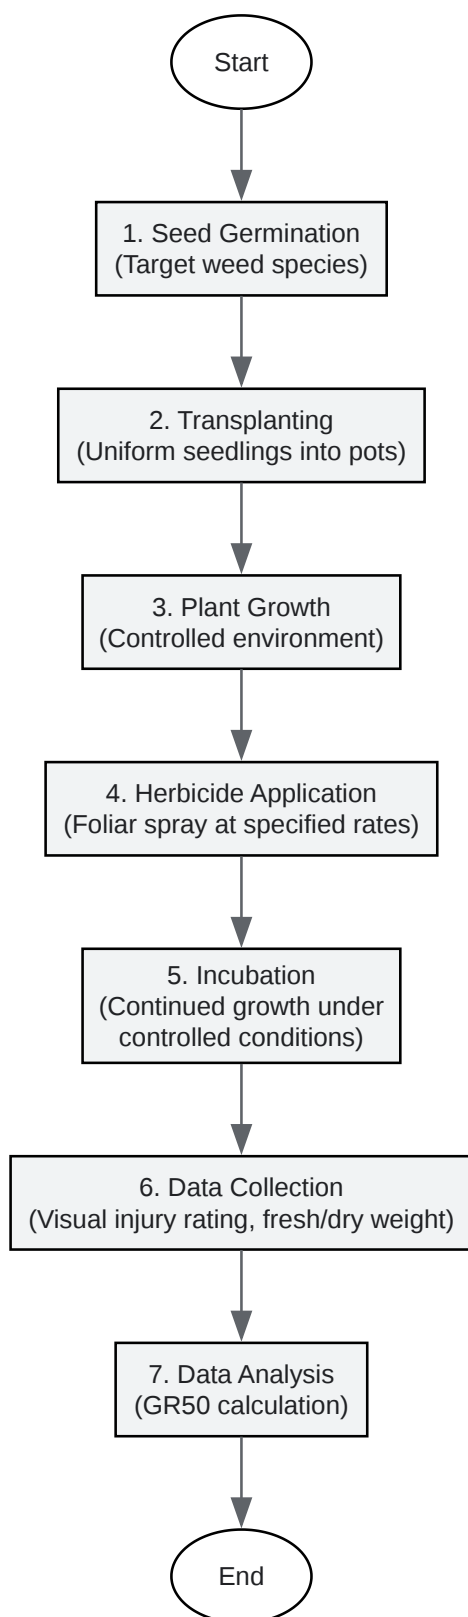 Start
1. Seed Germination
(Target weed species)
2. Transplanting
(Uniform seedlings into pots)
3. Plant Growth
(Controlled environment)
4. Herbicide Application
(Foliar spray at specified rates)
5. Incubation
(Continued growth under
controlled conditions)
6. Data Collection
(Visual injury rating, fresh/dry weight)
7. Data Analysis
(GR50 calculation)
End